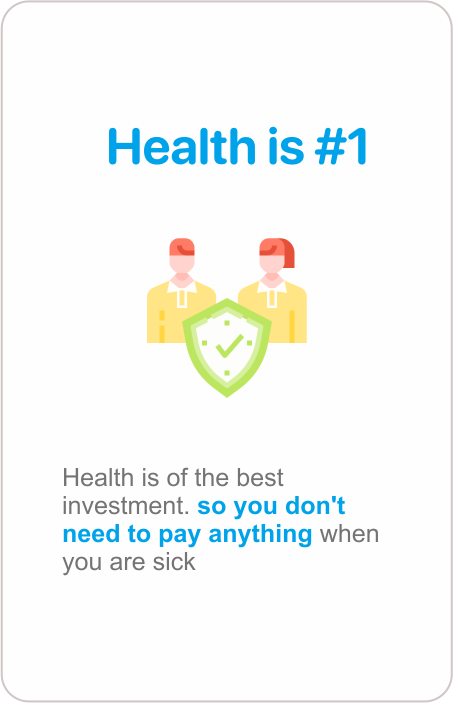 Health is #1
Health is of the best
investment. so you don't
need to pay anything when
you are sick